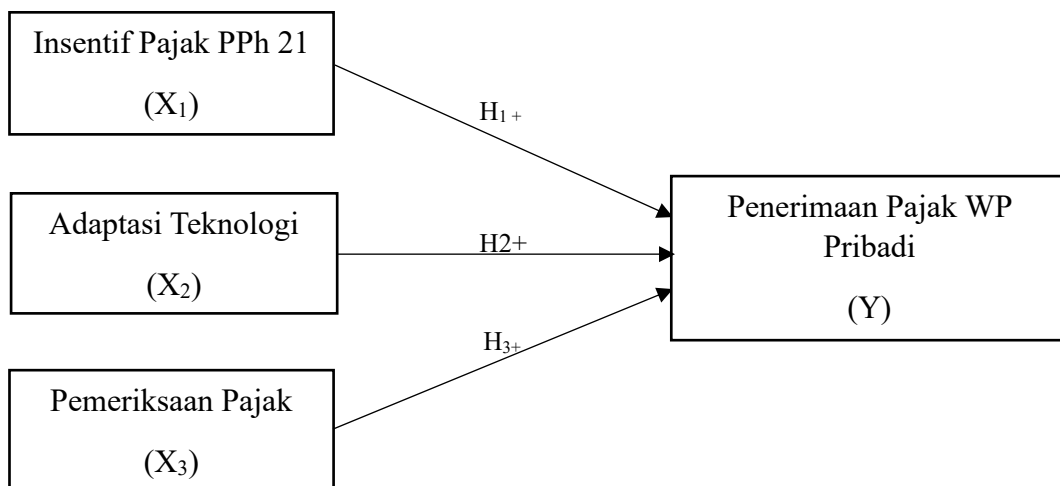 Insentif Pajak PPh 21
(X₁)
H₁ +
Adaptasi Teknologi
(X₂)
H2+
Penerimaan Pajak WP
Pribadi
(Y)
H₃+
Pemeriksaan Pajak
(X₃)